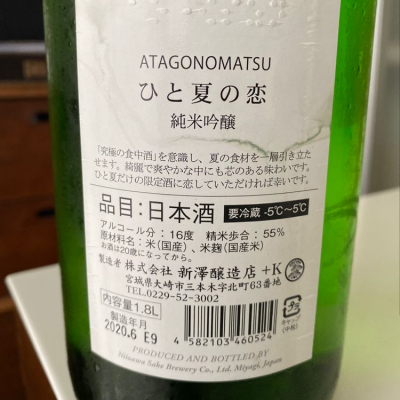 ATAGONOMATSU
ひと夏の恋
純米吟醸
「究極の食中酒」を意識し、夏の食材を一層引き立た
せます。綺麗で爽やかな中にも芯のある味わいです。
ひと夏だけの限定酒に恋していただければ幸いです。
品目:日本酒 要冷蔵 -5℃~5℃
アルコール分:16度 精米歩合:55%
原材料名:米(国産)、米麹(国産米)
お酒は20歳になってから。
製造者 株式会社 新澤醸造店 +K
宮城県大崎市三本木字北町63番地
TEL.0229-52-3002
内容量1.8L
製造年月
2020.6 E9
4582103460524
PRODUCED AND BOTTLED BY
Niizawa Sake Brewery Co., Ltd. Miyagi, Japan